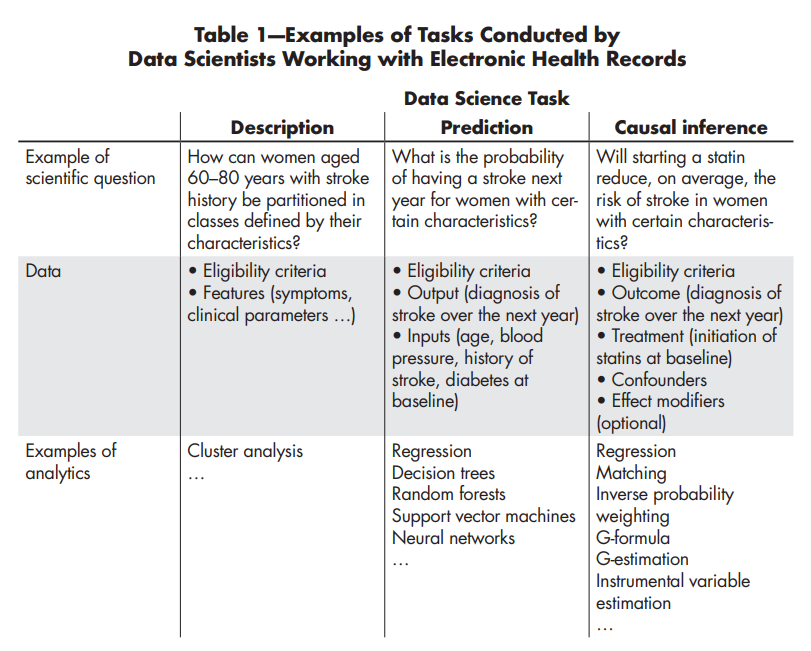 Table 1—Examples of Tasks Conducted by
Data Scientists Working with Electronic Health Records
Data Science Task
Description
Prediction
Causal inference
Example of
scientific question
How can women aged
60–80 years with stroke
history be partitioned in
classes defined by their
characteristics?
What is the probability
of having a stroke next
year for women with cer-
tain characteristics?
Will starting a statin
reduce, on average, the
risk of stroke in women
with certain characteris-
tics?
Data
• Eligibility criteria
• Features (symptoms,
clinical parameters …)
• Eligibility criteria
• Output (diagnosis of
stroke over the next year)
• Inputs (age, blood
pressure, history of
stroke, diabetes at
baseline)
• Eligibility criteria
• Outcome (diagnosis of
stroke over the next year)
• Treatment (initiation of
statins at baseline)
• Confounders
• Effect modifiers
(optional)
Examples of
analytics
Cluster analysis
…
Regression
Decision trees
Random forests
Support vector machines
Neural networks
…
Regression
Matching
Inverse probability
weighting
G-formula
G-estimation
Instrumental variable
estimation
…